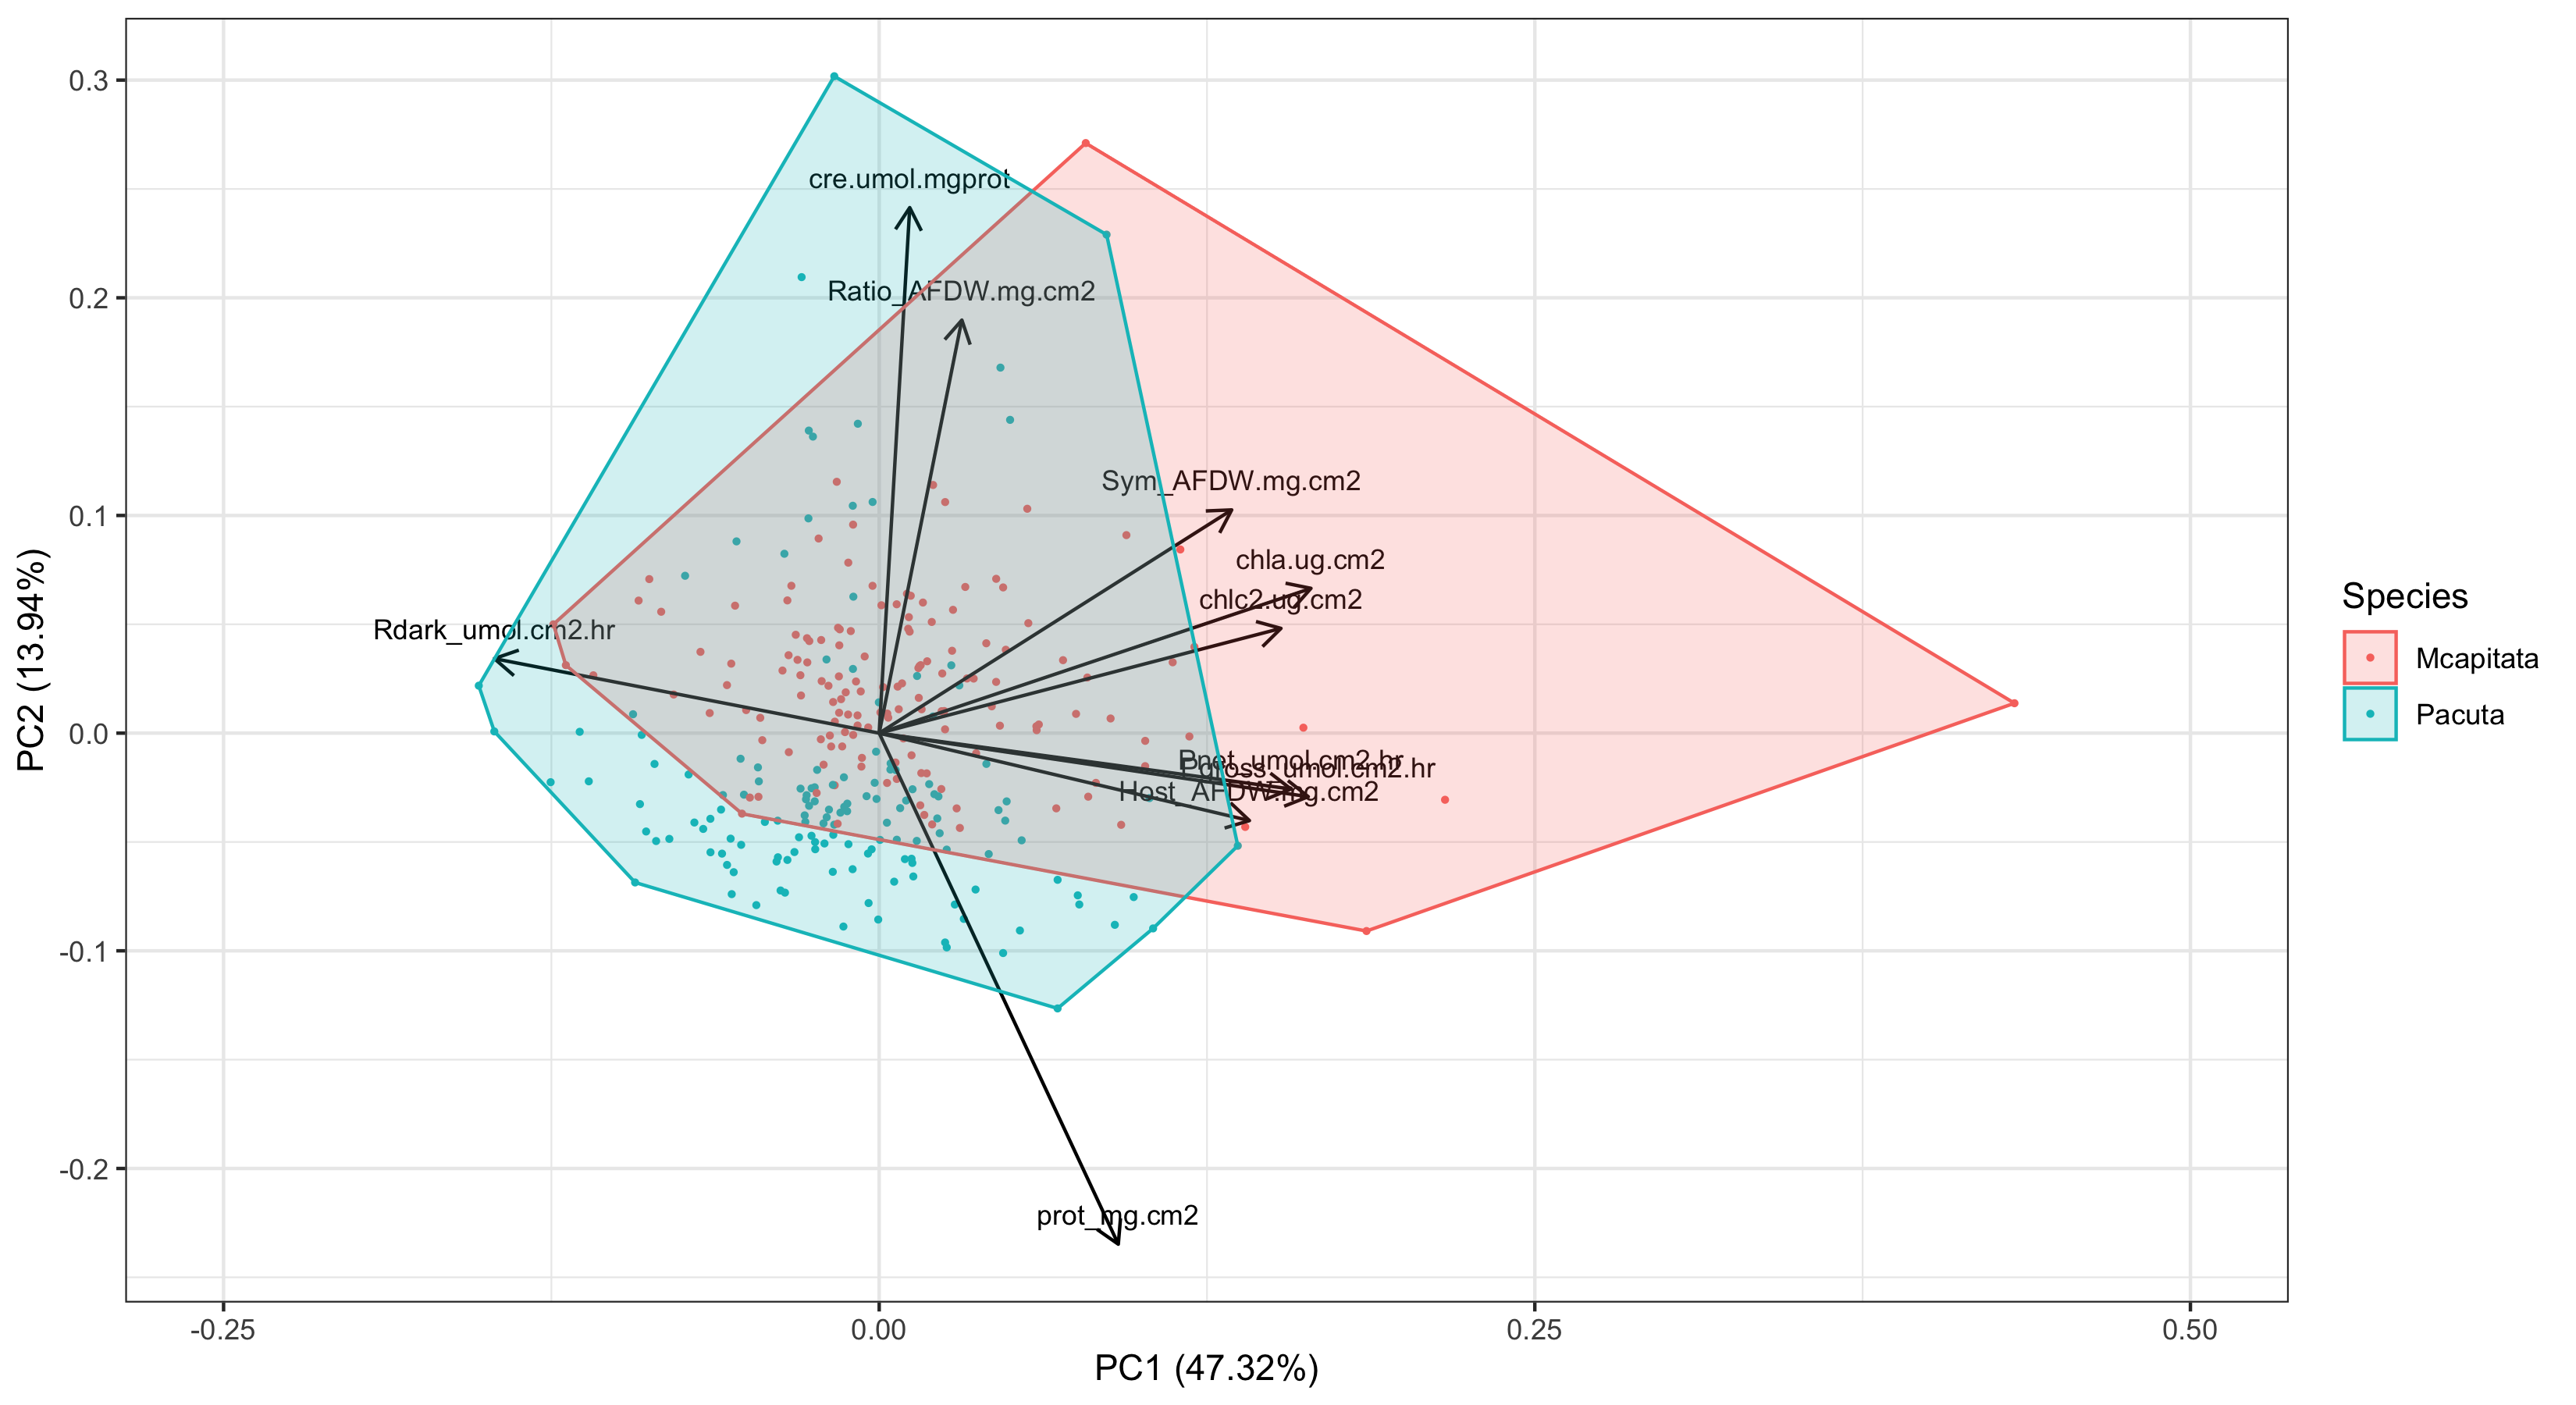 0.3
0.2
0.1
0.0
-0.1
-0.2
PC2 (13.94%)
cre.umol.mgprot
Ratio_AFDW.mg.cm2
Sym_AFDW.mg.cm2
chla.ug.cm2
chlc2.ug.cm2
Rdark_umol.cm2.hr
Pnet_umol.cm2.hr
Pgross_umol.cm2.hr
Host_AFDW.mg.cm2
prot_mg.cm2
-0.25
0.00
0.25
0.50
PC1 (47.32%)
Species
Mcapitata
Pacuta